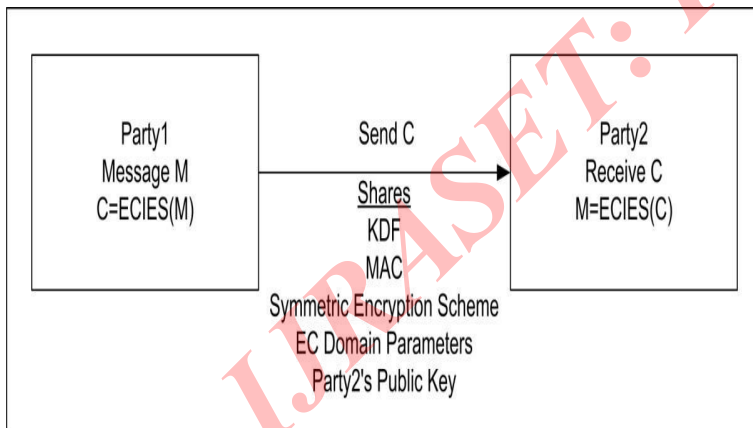 Party1
Message M
C=ECIES(M)
Send C
Shares
KDF
MAC
Symmetric Encryption Scheme
EC Domain Parameters
Party2's Public Key
Party2
Receive C
M=ECIES(C)
IJRASET: